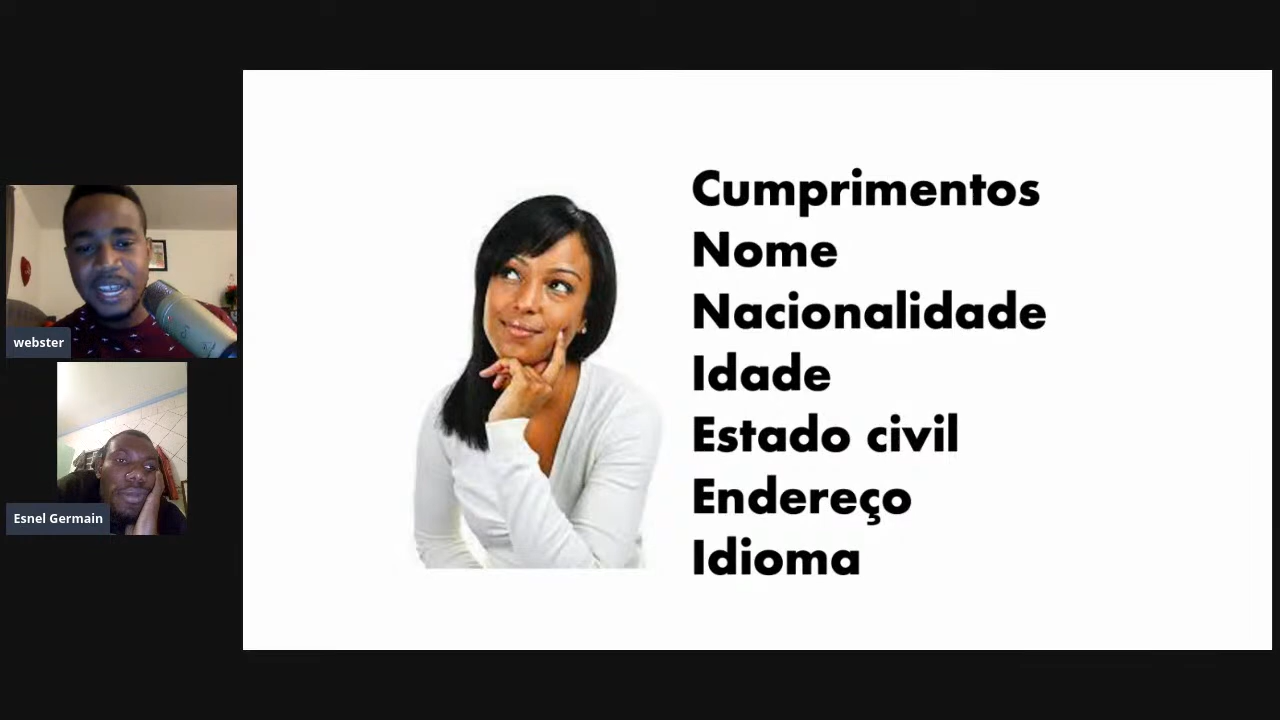 webster
Esnel Germain
Cumprimentos
Nome
Nacionalidade
Idade
Estado civil
Endereço
Idioma